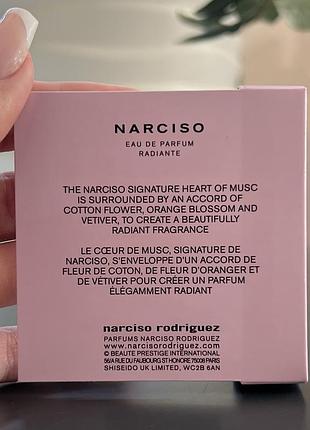 NARCISO
EAU DE PARFUM
RADIANTE
THE NARCISO SIGNATURE HEART OF MUSC
IS SURROUNDED BY AN ACCORD OF
COTTON FLOWER, ORANGE BLOSSOM AND
VETIVER, TO CREATE A BEAUTIFULLY
RADIANT FRAGRANCE
LE CŒUR DE MUSC, SIGNATURE DE
NARCISO, S'ENVELOPPE D'UN ACCORD DE
FLEUR DE COTON, DE FLEUR D'ORANGER ET
DE VÉTIVER POUR CRÉER UN PARFUM
ÉLÉGAMMENT RADIANT
narciso rodriguez
PARFUMS NARCISO RODRIGUEZ
www.narcisorodriguez.com
© BEAUTE PRESTIGE INTERNATIONAL
56/A RUE DU FAUBOURG ST HONORE 75008 PARIS
SHISEIDO UK LIMITED, WC2B 6AN